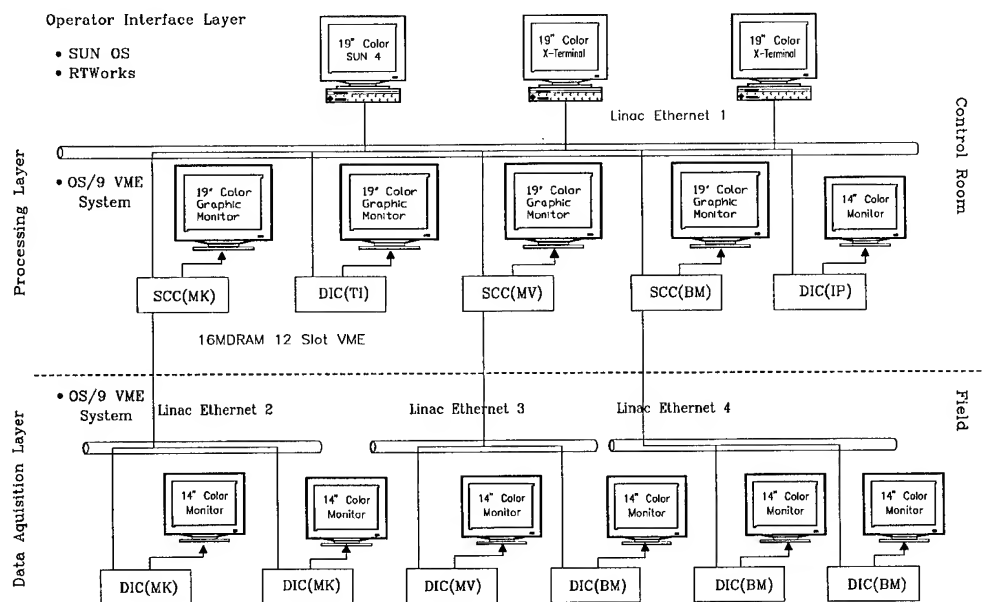 Operator Interface Layer
• SUN OS
• RTWorks
19" Color
SUN 4
19" Color
X-Terminal
19" Color
X-Terminal
Linac Ethernet 1
Control Room
Processing Layer
• OS/9 VME
System
19" Color
Graphic
Monitor
19" Color
Graphic
Monitor
19" Color
Graphic
Monitor
19" Color
Graphic
Monitor
14" Color
Monitor
SCC(MK)
DIC(TI)
SCC(MV)
SCC(BM)
DIC(IP)
16MDRAM 12 Slot VME
• OS/9 VME
System
Linac Ethernet 2
Linac Ethernet 3
Linac Ethernet 4
Field
Data Aquisition Layer
14" Color
Monitor
14" Color
Monitor
14" Color
Monitor
14" Color
Monitor
14" Color
Monitor
14" Color
Monitor
DIC(MK)
DIC(MK)
DIC(MV)
DIC(BM)
DIC(BM)
DIC(BM)